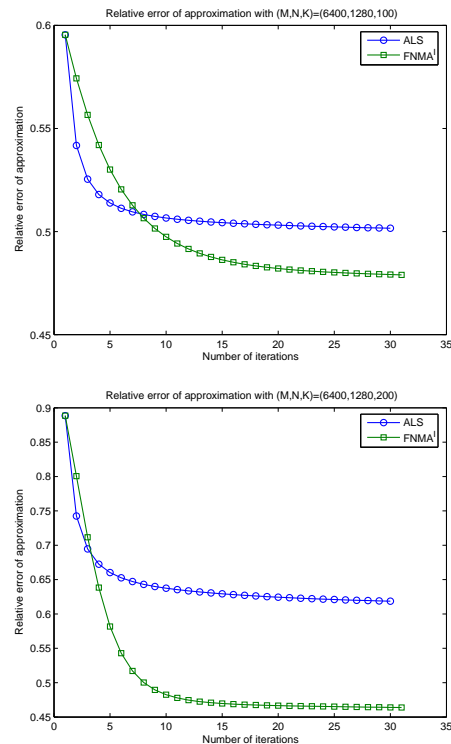 Relative error of approximation with (M,N,K)=(6400,1280,100)
0.6
0.55
0.5
0.45
Relative error of approximation
ALS
FNMA^I
0 5 10 15 20 25 30 35
Number of iterations
Relative error of approximation with (M,N,K)=(6400,1280,200)
0.9
0.85
0.8
0.75
0.7
0.65
0.6
0.55
0.5
0.45
Relative error of approximation
ALS
FNMA^I
0 5 10 15 20 25 30 35
Number of iterations